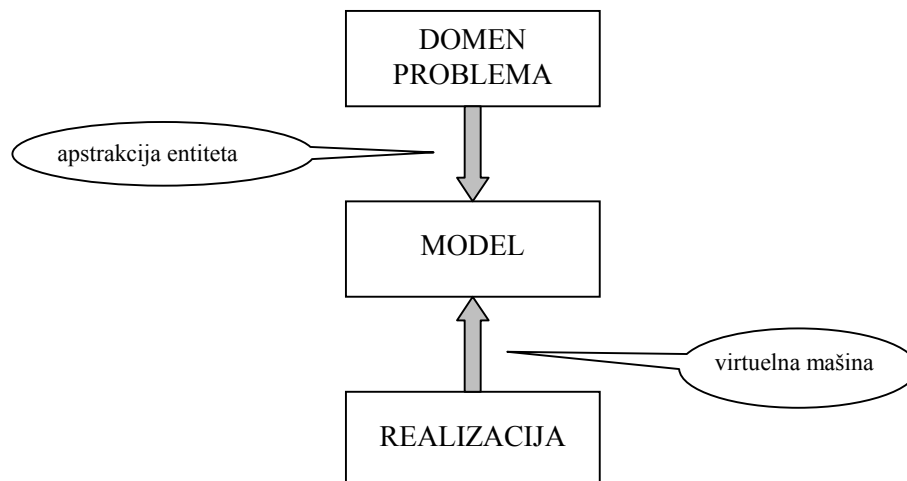 DOMEN
PROBLEMA
apstrakcija entiteta
MODEL
virtuelna mašina
REALIZACIJA